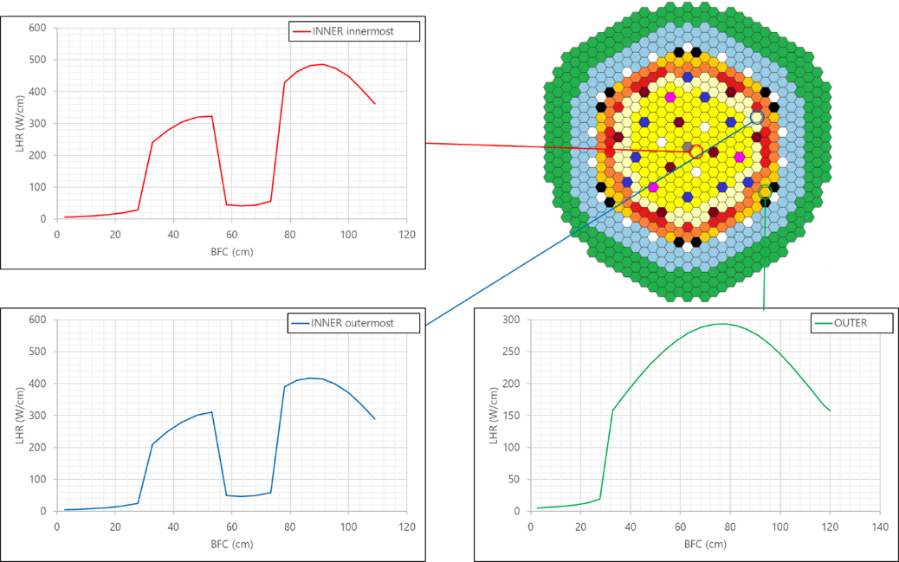 INNER innermost
LHR (W/cm)
600
500
400
300
200
100
0
0 20 40 60 80 100 120
BFC (cm)
INNER outermost
LHR (W/cm)
600
500
400
300
200
100
0
0 20 40 60 80 100 120
BFC (cm)
OUTER
LHR (W/cm)
300
250
200
150
100
50
0
0 20 40 60 80 100 120 140
BFC (cm)